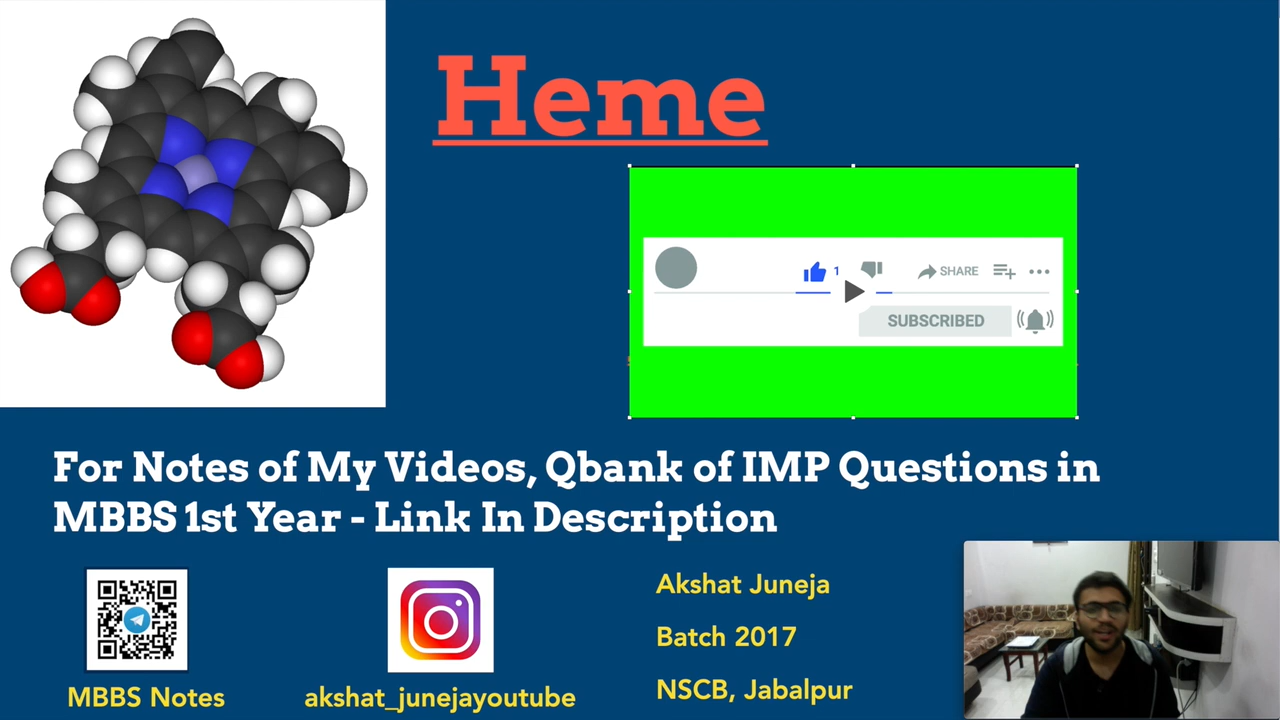 Heme
1
SHARE
SUBSCRIBED
For Notes of My Videos, Qbank of IMP Questions in
MBBS 1st Year - Link In Description
Akshat Juneja
Batch 2017
NSCB, Jabalpur
MBBS Notes
akshat_junejayoutube